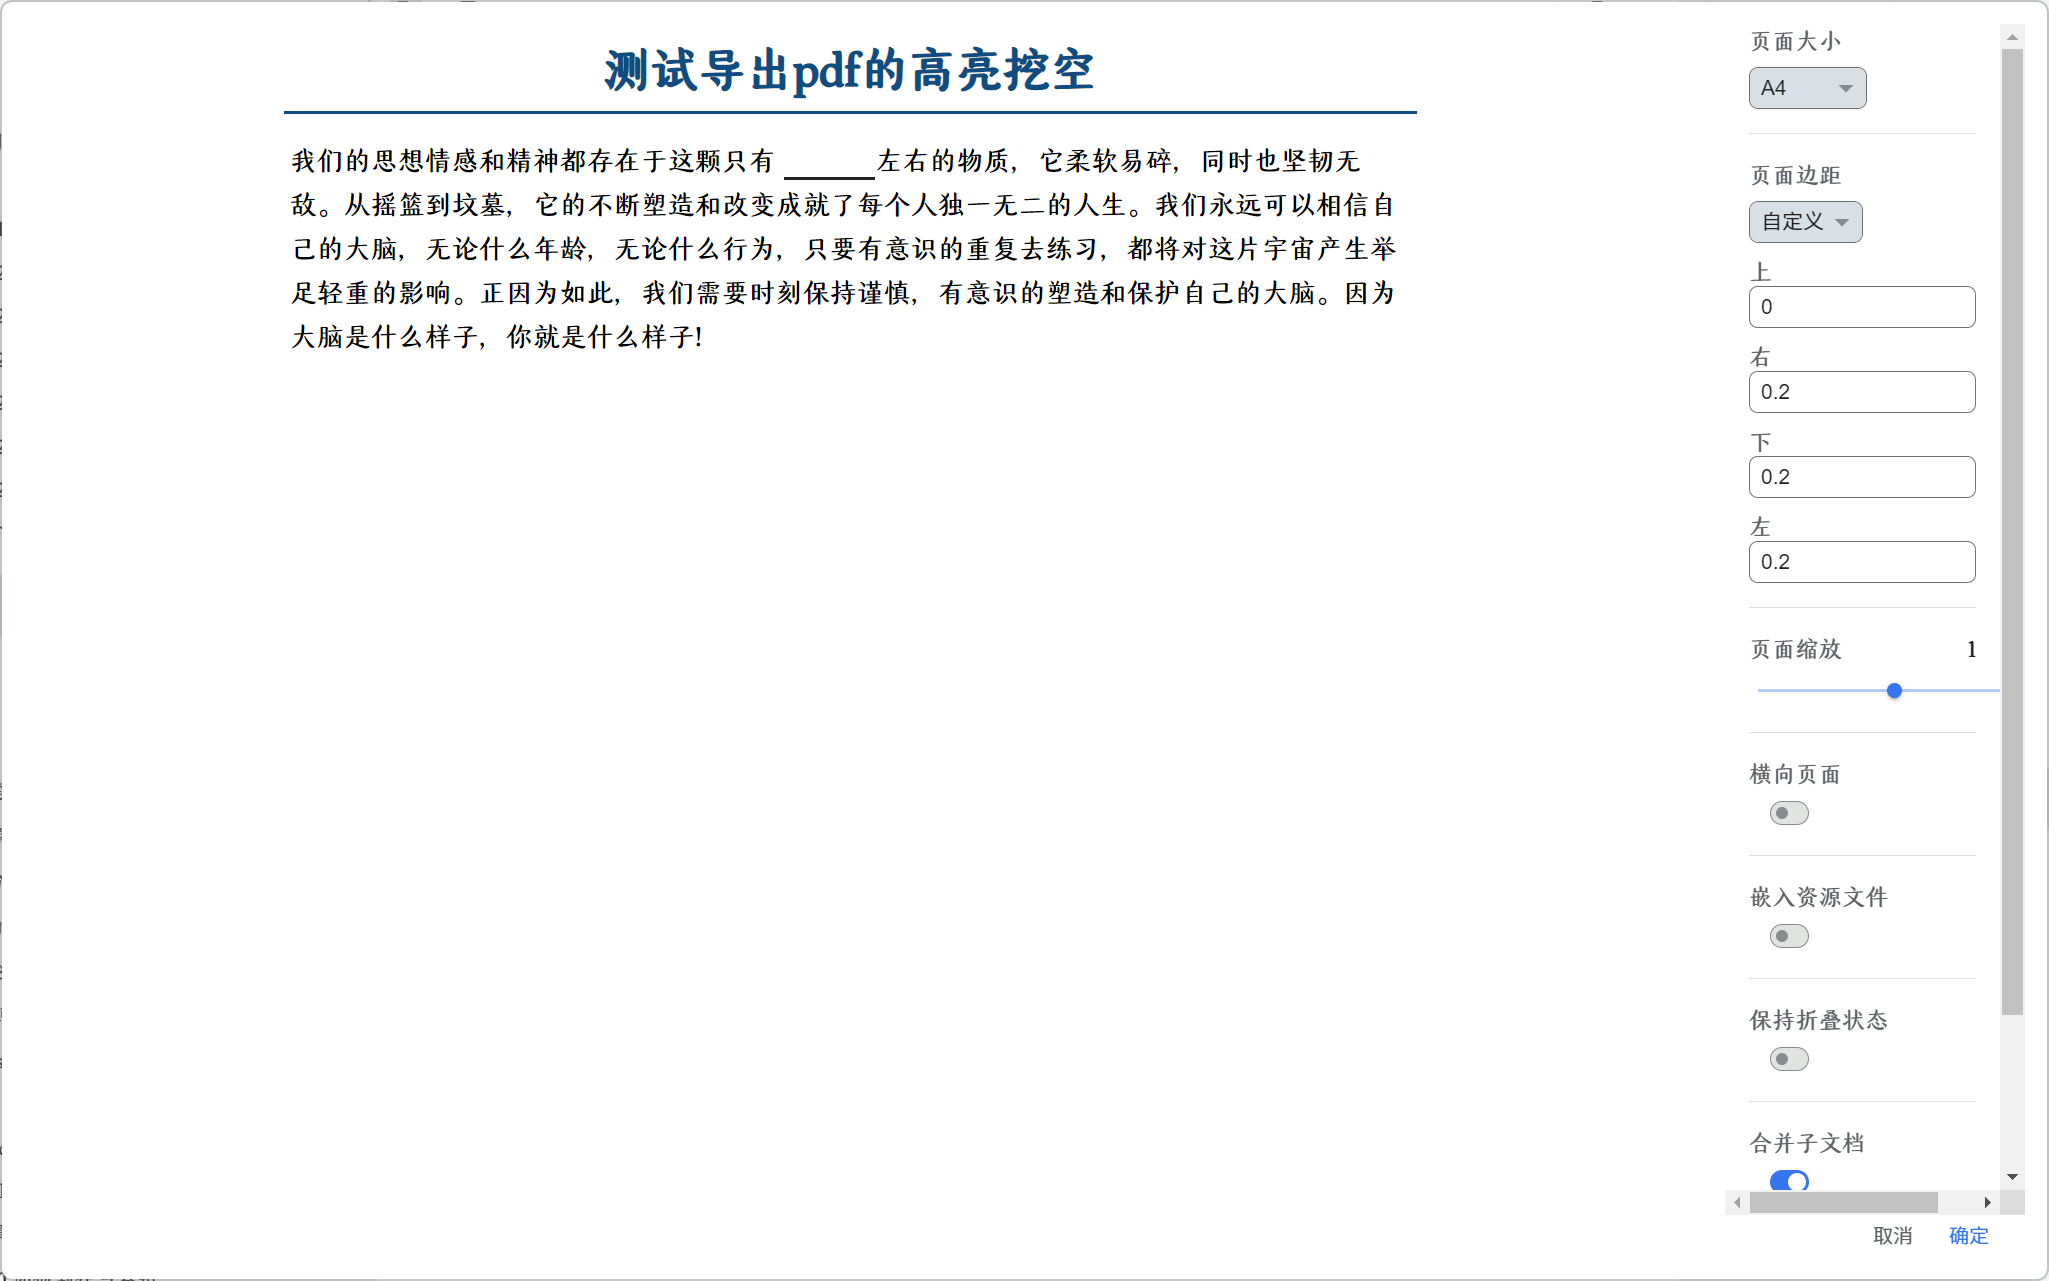 测试导出pdf的高亮挖空
我们的思想情感和精神都存在于这颗只有 左右的物质，它柔软易碎，同时也坚韧无
敌。从摇篮到坟墓，它的不断塑造和改变成就了每个人独一无二的人生。我们永远可以相信自
己的大脑，无论什么年龄，无论什么行为，只要有意识的重复去练习，都将对这片宇宙产生举
足轻重的影响。正因为如此，我们需要时刻保持谨慎，有意识的塑造和保护自己的大脑。因为
大脑是什么样子，你就是什么样子!
页面大小
A4
页面边距
自定义
上
0
右
0.2
下
0.2
左
0.2
页面缩放 1
横向页面
嵌入资源文件
保持折叠状态
合并子文档
取消 确定